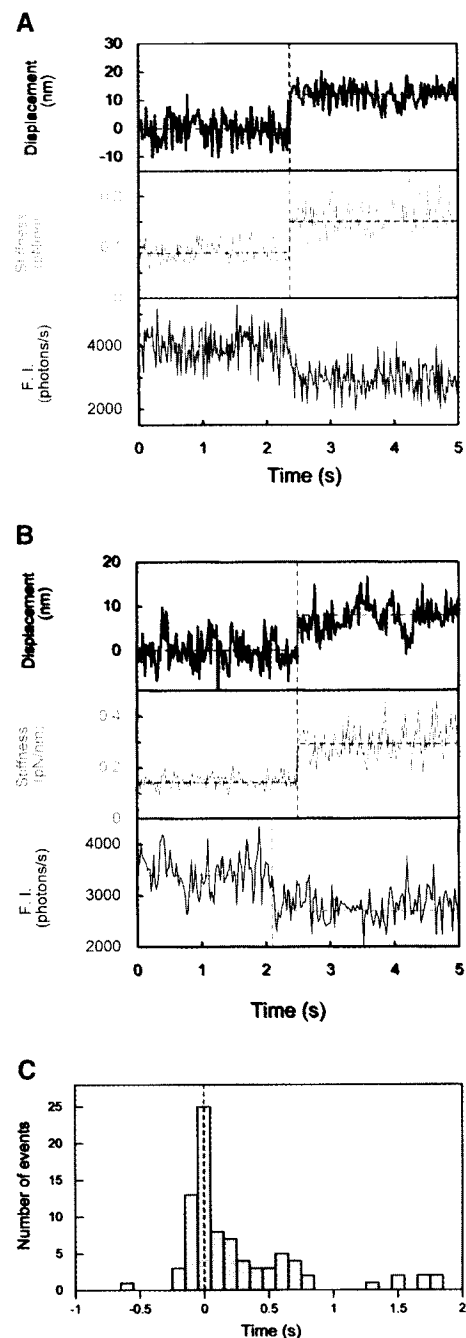 A
Displacement
(nm)
30
20
10
0
-10
Stiffness
0
F. I.
(photons/s)
4000
2000
0 1 2 3 4 5
Time (s)
B
Displacement
(nm)
20
10
0
Stiffness
(pN/nm)
0.4
0.2
0
F. I.
(photons/s)
4000
3000
2000
0 1 2 3 4 5
Time (s)
C
Number of events
25
20
15
10
5
0
-1 -0.5 0 0.5 1 1.5 2
Time (s)